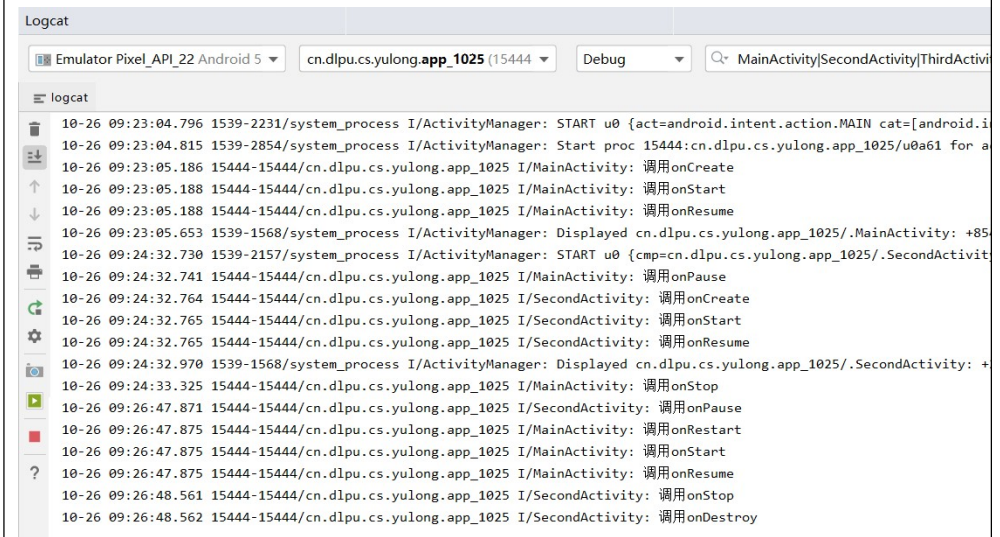 Logcat
Emulator Pixel_API_22 Android 5
cn.dlpu.cs.yulong.app_1025 (15444
Debug
MainActivity|SecondActivity|ThirdActivi
logcat
10-26 09:23:04.796 1539-2231/system_process I/ActivityManager: START u0 {act=android.intent.action.MAIN cat=[android.in
10-26 09:23:04.815 1539-2854/system_process I/ActivityManager: Start proc 15444:cn.dlpu.cs.yulong.app_1025/u0a61 for a
10-26 09:23:05.186 15444-15444/cn.dlpu.cs.yulong.app_1025 I/MainActivity: 调用onCreate
10-26 09:23:05.188 15444-15444/cn.dlpu.cs.yulong.app_1025 I/MainActivity: 调用onStart
10-26 09:23:05.188 15444-15444/cn.dlpu.cs.yulong.app_1025 I/MainActivity: 调用onResume
10-26 09:23:05.653 1539-1568/system_process I/ActivityManager: Displayed cn.dlpu.cs.yulong.app_1025/.MainActivity: +854
10-26 09:24:32.730 1539-2157/system_process I/ActivityManager: START u0 {cmp=cn.dlpu.cs.yulong.app_1025/.SecondActivity
10-26 09:24:32.741 15444-15444/cn.dlpu.cs.yulong.app_1025 I/MainActivity: 调用onPause
10-26 09:24:32.764 15444-15444/cn.dlpu.cs.yulong.app_1025 I/SecondActivity: 调用onCreate
10-26 09:24:32.765 15444-15444/cn.dlpu.cs.yulong.app_1025 I/SecondActivity: 调用onStart
10-26 09:24:32.765 15444-15444/cn.dlpu.cs.yulong.app_1025 I/SecondActivity: 调用onResume
10-26 09:24:32.970 1539-1568/system_process I/ActivityManager: Displayed cn.dlpu.cs.yulong.app_1025/.SecondActivity: +
10-26 09:24:33.325 15444-15444/cn.dlpu.cs.yulong.app_1025 I/MainActivity: 调用onStop
10-26 09:26:47.871 15444-15444/cn.dlpu.cs.yulong.app_1025 I/SecondActivity: 调用onPause
10-26 09:26:47.875 15444-15444/cn.dlpu.cs.yulong.app_1025 I/MainActivity: 调用onRestart
10-26 09:26:47.875 15444-15444/cn.dlpu.cs.yulong.app_1025 I/MainActivity: 调用onStart
10-26 09:26:47.875 15444-15444/cn.dlpu.cs.yulong.app_1025 I/MainActivity: 调用onResume
10-26 09:26:48.561 15444-15444/cn.dlpu.cs.yulong.app_1025 I/SecondActivity: 调用onStop
10-26 09:26:48.562 15444-15444/cn.dlpu.cs.yulong.app_1025 I/SecondActivity: 调用onDestroy